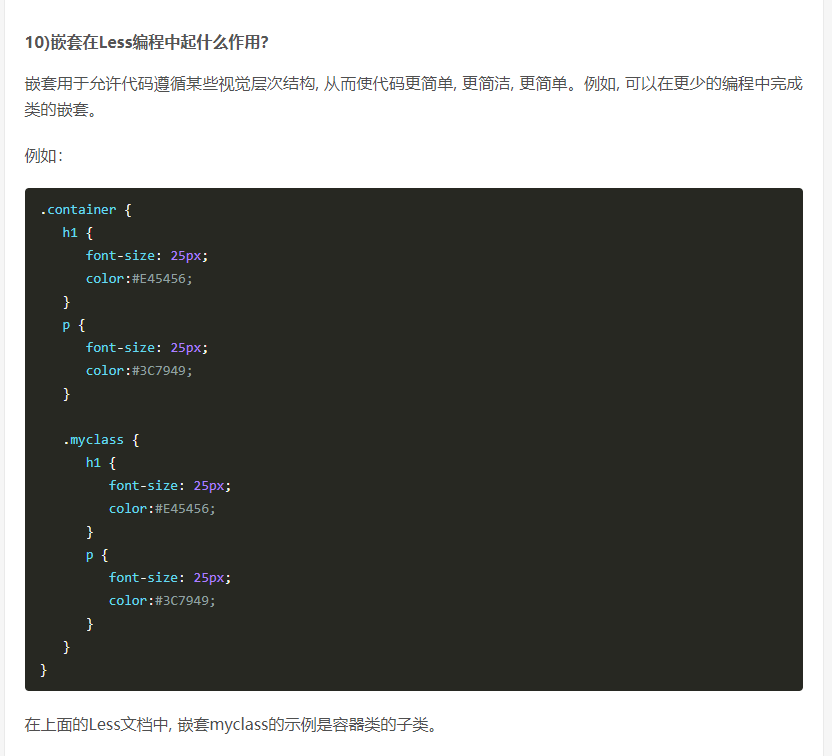 10)嵌套在Less编程中起什么作用?
嵌套用于允许代码遵循某些视觉层次结构, 从而使代码更简单, 更简洁, 更简单。例如, 可以在更少的编程中完成
类的嵌套。
例如：
.container {
   h1 {
      font-size: 25px;
      color:#E45456;
   }
   p {
      font-size: 25px;
      color:#3C7949;
   }

   .myclass {
      h1 {
         font-size: 25px;
         color:#E45456;
      }
      p {
         font-size: 25px;
         color:#3C7949;
      }
   }
}
在上面的Less文档中, 嵌套myclass的示例是容器类的子类。